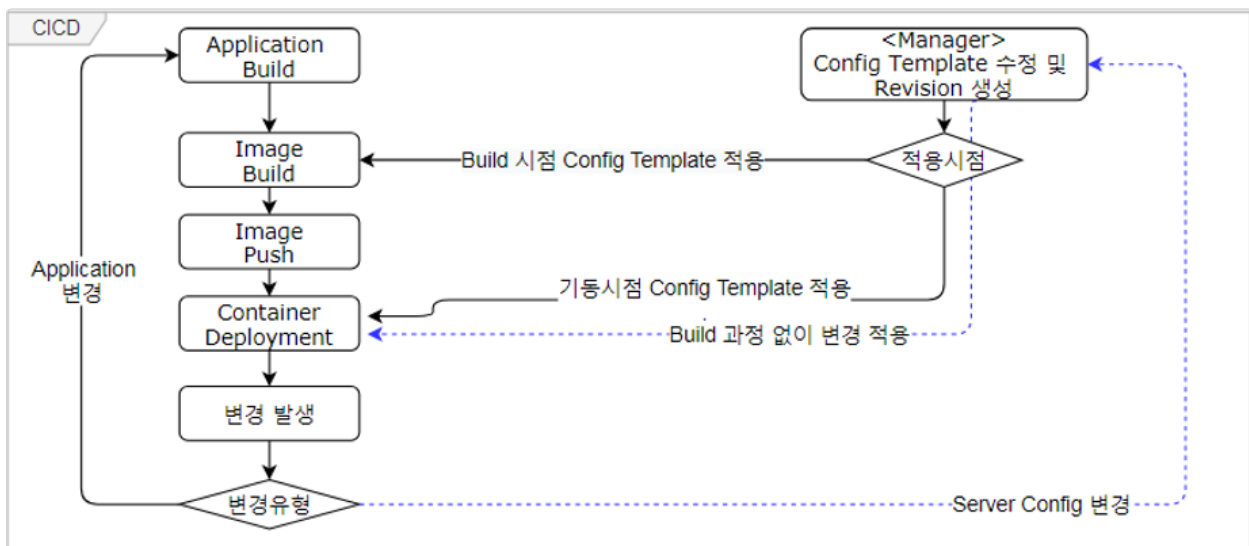 CICD
Application
Build
<Manager>
Config Template 수정 및
Revision 생성
Image
Build
Build 시점 Config Template 적용
적용시점
Image
Push
Application
변경
기동시점 Config Template 적용
Container
Deployment
Build 과정 없이 변경 적용
변경 발생
변경유형
Server Config 변경